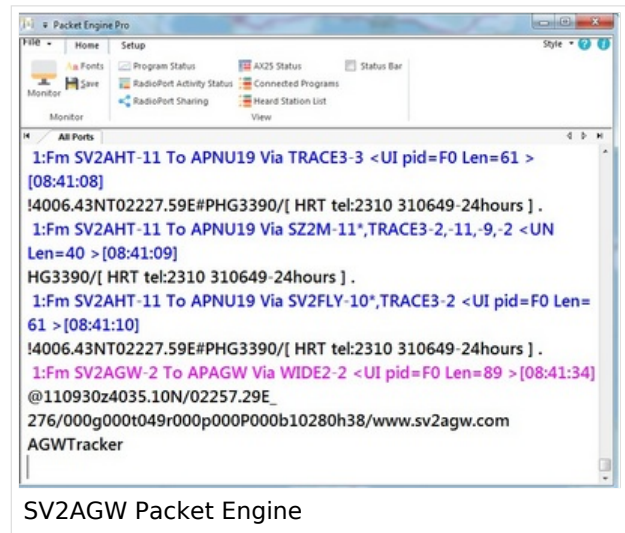 Packet Engine Pro
File Home Setup Style
Monitor
Fonts
Save
Monitor
Program Status
RadioPort Activity Status
RadioPort Sharing
AX25 Status
Connected Programs
Heard Station List
Status Bar
View
All Ports
1:Fm SV2AHT-11 To APNU19 Via TRACE3-3 <UI pid=F0 Len=61 >
[08:41:08]
!4006.43NT02227.59E#PHG3390/[ HRT tel:2310 310649-24hours ] .
1:Fm SV2AHT-11 To APNU19 Via SZ2M-11*,TRACE3-2,-11,-9,-2 <UN
Len=40 >[08:41:09]
HG3390/[ HRT tel:2310 310649-24hours ] .
1:Fm SV2AHT-11 To APNU19 Via SV2FLY-10*,TRACE3-2 <UI pid=F0 Len=
61 >[08:41:10]
!4006.43NT02227.59E#PHG3390/[ HRT tel:2310 310649-24hours ] .
1:Fm SV2AGW-2 To APAGW Via WIDE2-2 <UI pid=F0 Len=89 >[08:41:34]
@110930z4035.10N/02257.29E_
276/000g000t049r000p000P000b10280h38/www.sv2agw.com
AGWTracker
SV2AGW Packet Engine